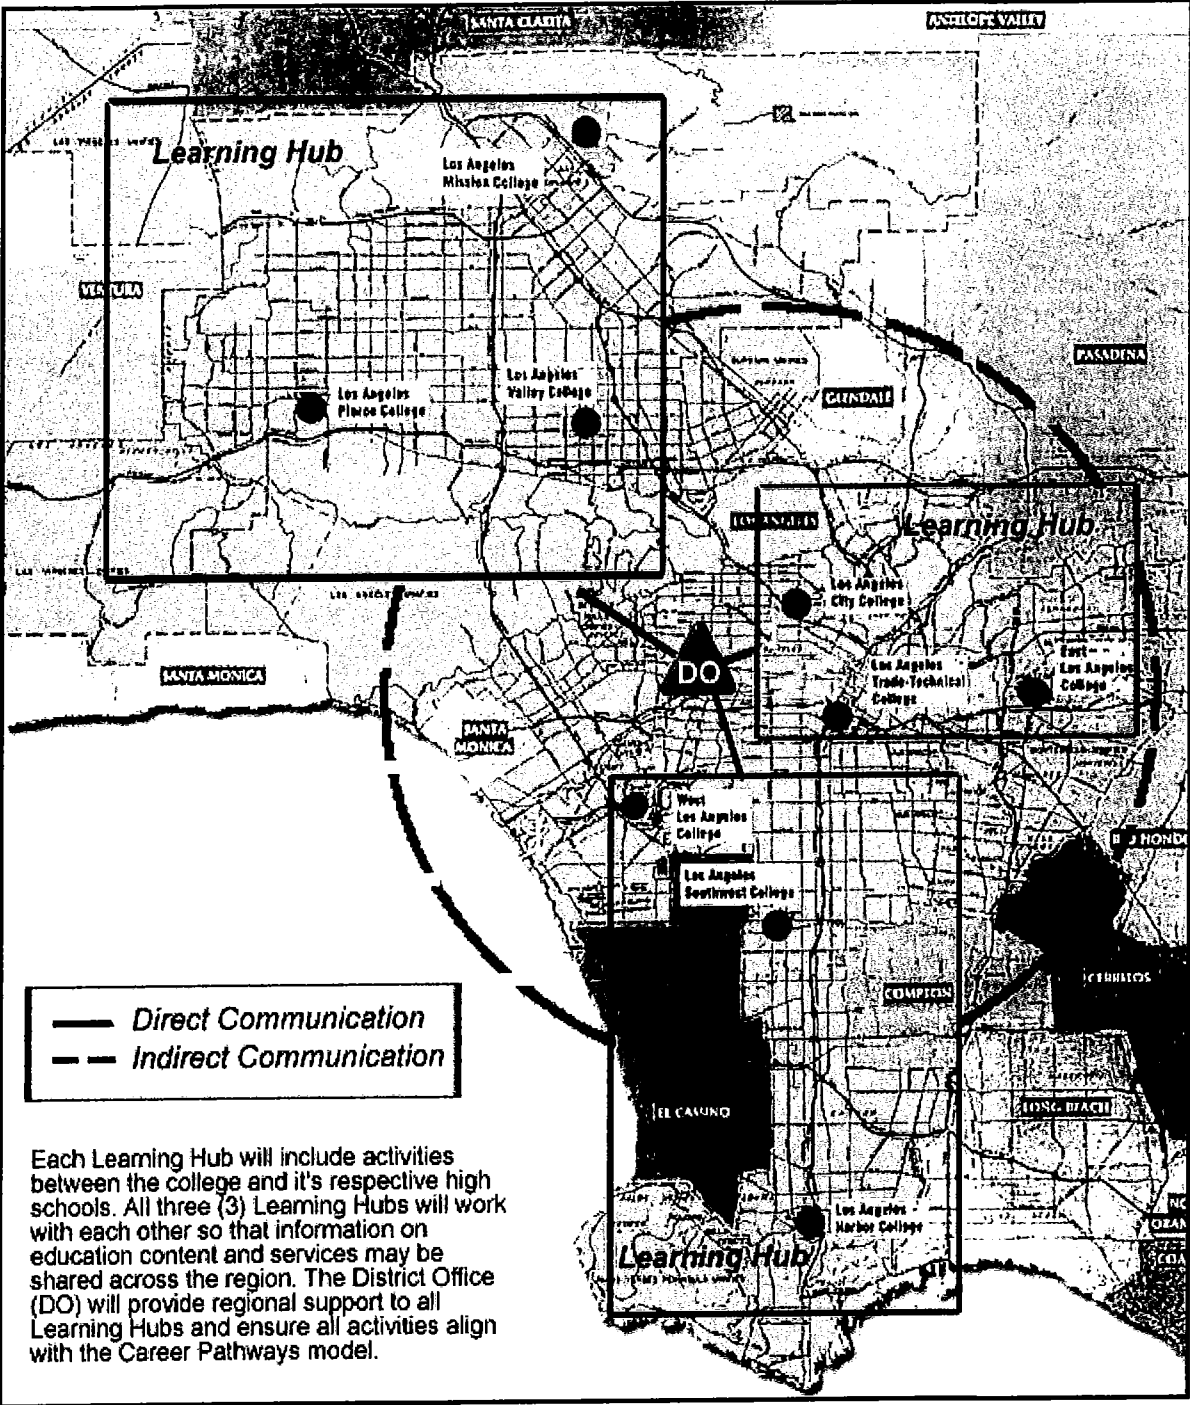 SANTA CLARITA
ANTELOPE VALLEY
Learning Hub
Los Angeles
Mission College
VENTURA
PASADENA
GLENDALE
Los Angeles
Pierce College
Los Angeles
Valley College
LOS ANGELES
Learning Hub
Los Angeles
City College
DO
Los Angeles
Trade-Technical
College
East
Los Angeles
College
SANTA MONICA
SANTA
MONICA
West
Los Angeles
College
Los Angeles
Southwest College
CERRITOS
COMPTON
EL CAMINO
LONG BEACH
Los Angeles
Harbor College
Learning Hub
Direct Communication
Indirect Communication
Each Learning Hub will include activities
between the college and it's respective high
schools. All three (3) Learning Hubs will work
with each other so that information on
education content and services may be
shared across the region. The District Office
(DO) will provide regional support to all
Learning Hubs and ensure all activities align
with the Career Pathways model.